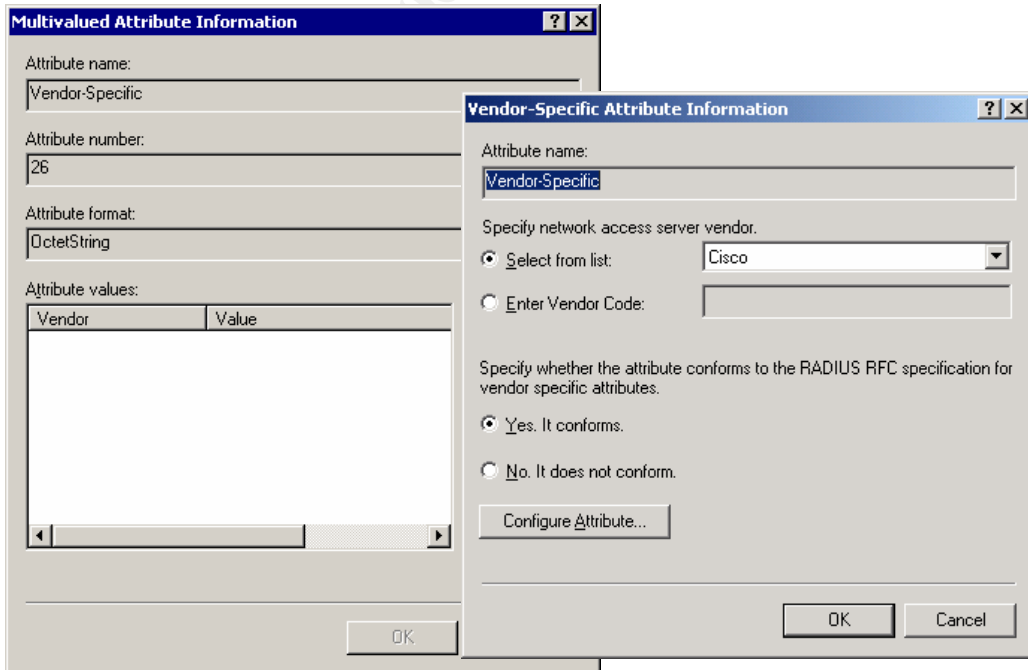 Multivalued Attribute Information
Attribute name:
Vendor-Specific
Attribute number:
26
Attribute format:
OctetString
Attribute values:
Vendor
Value
OK
Vendor-Specific Attribute Information
Attribute name:
Vendor-Specific
Specify network access server vendor.
Select from list:
Cisco
Enter Vendor Code:
Specify whether the attribute conforms to the RADIUS RFC specification for
vendor specific attributes.
Yes. It conforms.
No. It does not conform.
Configure Attribute...
OK
Cancel